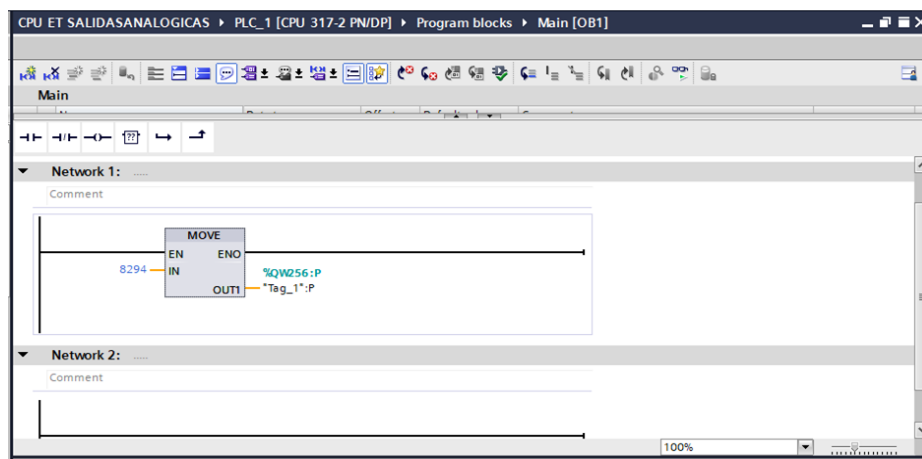 CPU ET SALIDASANALOGICAS ▸ PLC_1 [CPU 317-2 PN/DP] ▸ Program blocks ▸ Main [OB1]
Main
Network 1: .....
Comment
MOVE
EN ENO
8294 IN
%QW256:P
OUT1 "Tag_1":P
Network 2: .....
Comment
100%